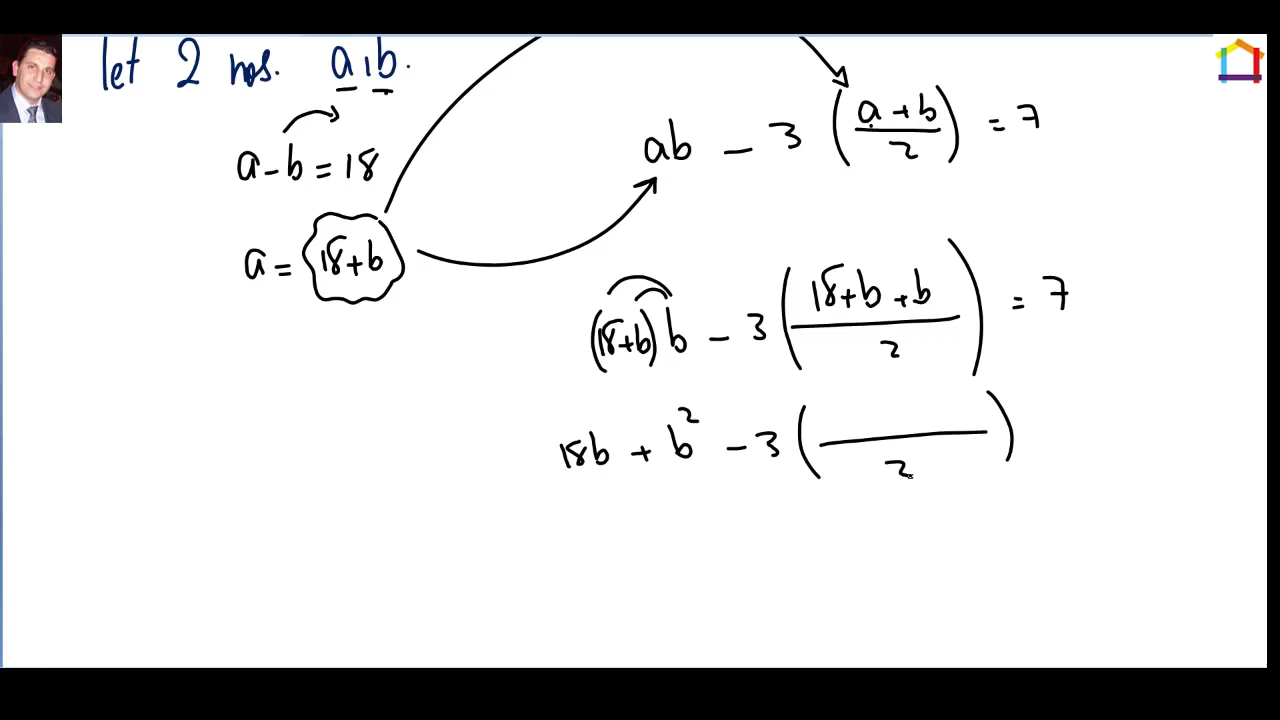 let 2 nos. a, b.
a - b = 18
ab - 3 (a + b / 2) = 7
a = 18 + b
(18 + b) b - 3 (18 + b + b / 2) = 7
18b + b² - 3 ( / 2)